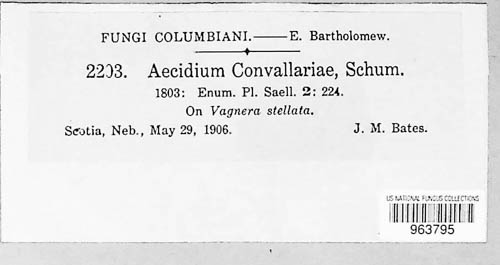 FUNGI COLUMBIANI.——E. Bartholomew.
2203. Aecidium Convallariae, Schum.
1803: Enum. Pl. Saell. 2: 224.
On Vagnera stellata.
Scotia, Neb., May 29, 1906. J. M. Bates.
US NATIONAL FUNGUS COLLECTIONS
963795